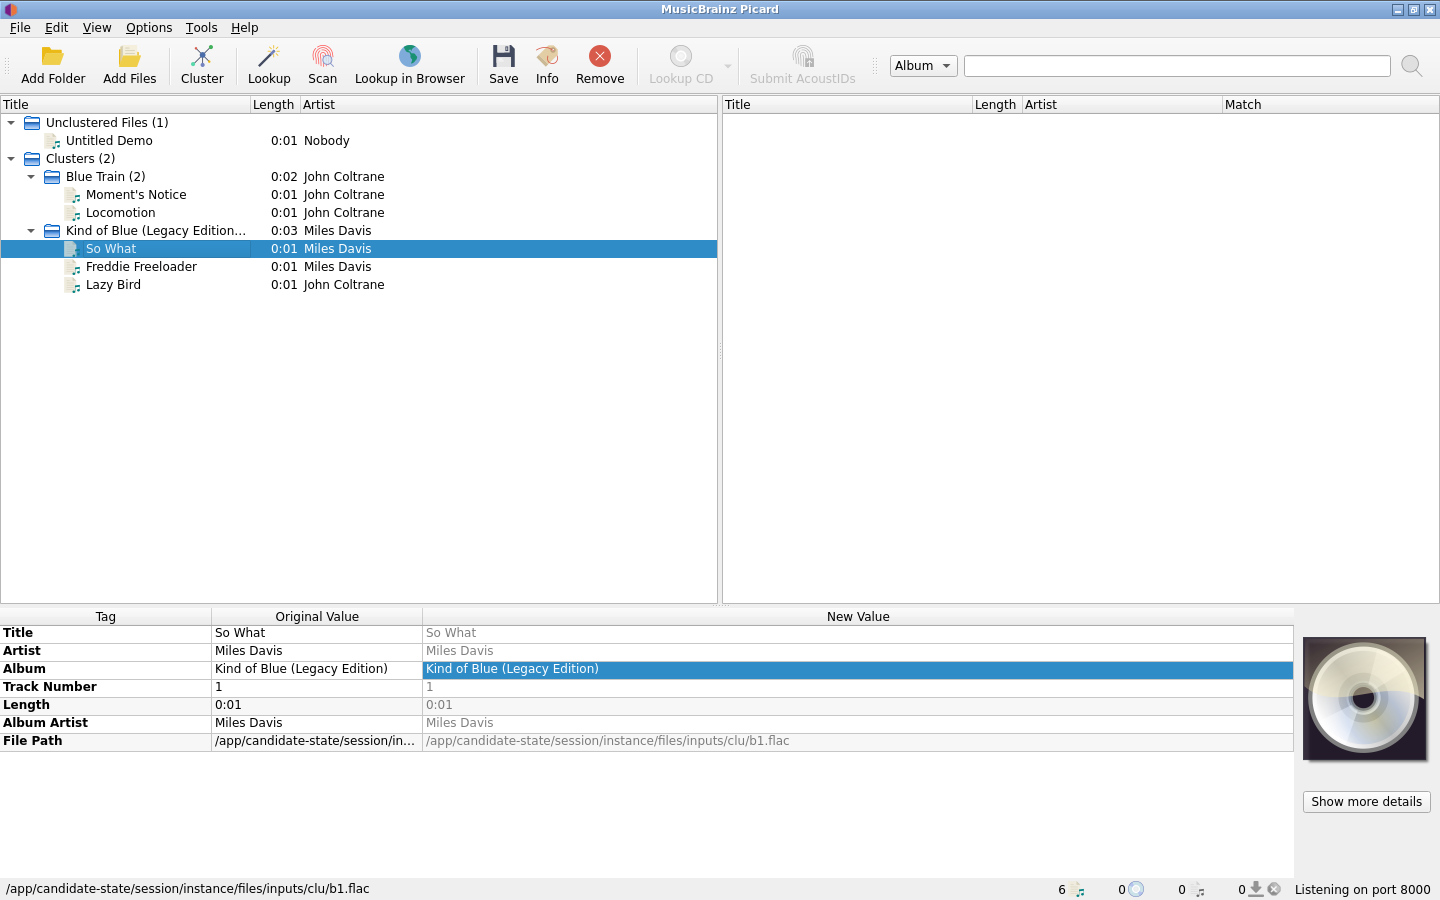 MusicBrainz Picard
File Edit View Options Tools Help
Add Folder Add Files Cluster Lookup Scan Lookup in Browser Save Info Remove Lookup CD Submit AcoustIDs Album
Title Length Artist
Unclustered Files (1)
Untitled Demo 0:01 Nobody
Clusters (2)
Blue Train (2) 0:02 John Coltrane
Moment's Notice 0:01 John Coltrane
Locomotion 0:01 John Coltrane
Kind of Blue (Legacy Edition... 0:03 Miles Davis
So What 0:01 Miles Davis
Freddie Freeloader 0:01 Miles Davis
Lazy Bird 0:01 John Coltrane
Title Length Artist Match
Tag Original Value New Value
Title So What So What
Artist Miles Davis Miles Davis
Album Kind of Blue (Legacy Edition) Kind of Blue (Legacy Edition)
Track Number 1 1
Length 0:01 0:01
Album Artist Miles Davis Miles Davis
File Path /app/candidate-state/session/in... /app/candidate-state/session/instance/files/inputs/clu/b1.flac
Show more details
/app/candidate-state/session/instance/files/inputs/clu/b1.flac 6 0 0 0 Listening on port 8000